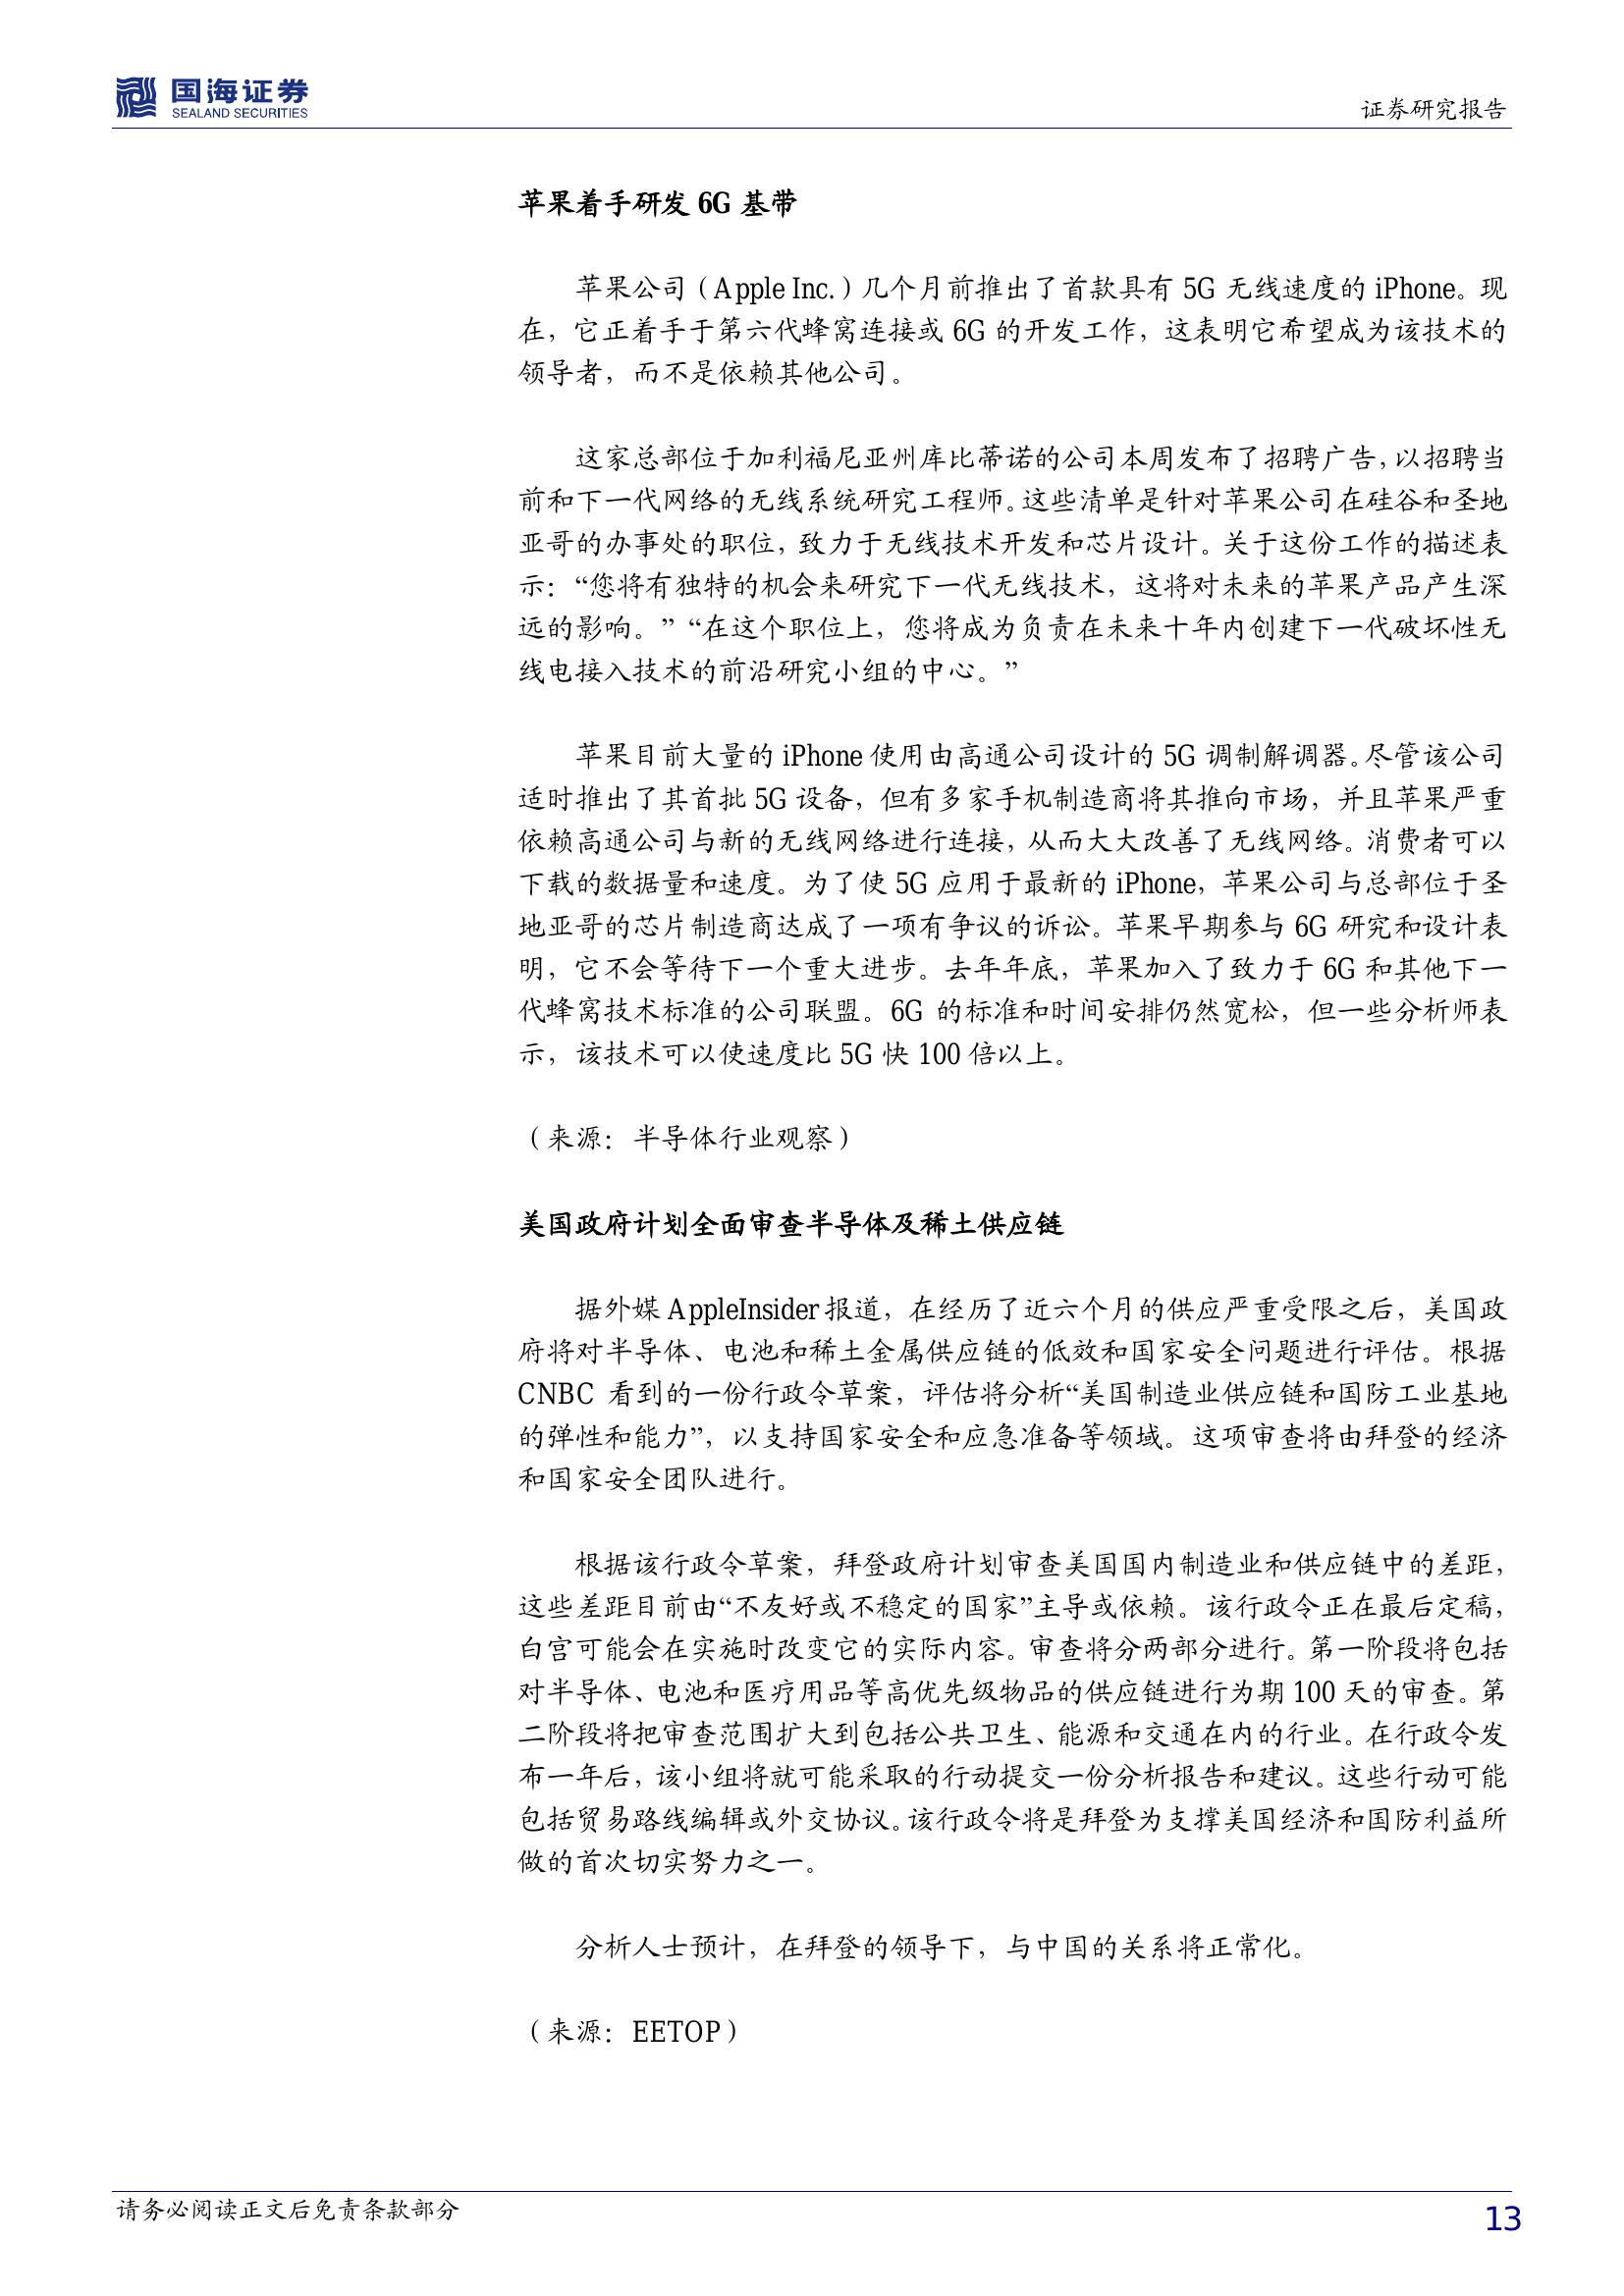 国海证券
SEALAND SECURITIES
证券研究报告
苹果着手研发 6G 基带
苹果公司（Apple Inc.）几个月前推出了首款具有 5G 无线速度的 iPhone。现
在，它正着手于第六代蜂窝连接或 6G 的开发工作，这表明它希望成为该技术的
领导者，而不是依赖其他公司。
这家总部位于加利福尼亚州库比蒂诺的公司本周发布了招聘广告，以招聘当
前和下一代网络的无线系统研究工程师。这些清单是针对苹果公司在硅谷和圣地
亚哥的办事处的职位，致力于无线技术开发和芯片设计。关于这份工作的描述表
示：“您将有独特的机会来研究下一代无线技术，这将对未来的苹果产品产生深
远的影响。” “在这个职位上，您将成为负责在未来十年内创建下一代破坏性无
线电接入技术的前沿研究小组的中心。”
苹果目前大量的 iPhone 使用由高通公司设计的 5G 调制解调器。尽管该公司
适时推出了其首批 5G 设备，但有多家手机制造商将其推向市场，并且苹果严重
依赖高通公司与新的无线网络进行连接，从而大大改善了无线网络。消费者可以
下载的数据量和速度。为了使 5G 应用于最新的 iPhone，苹果公司与总部位于圣
地亚哥的芯片制造商达成了一项有争议的诉讼。苹果早期参与 6G 研究和设计表
明，它不会等待下一个重大进步。去年年底，苹果加入了致力于 6G 和其他下一
代蜂窝技术标准的公司联盟。6G 的标准和时间安排仍然宽松，但一些分析师表
示，该技术可以使速度比 5G 快 100 倍以上。
（来源：半导体行业观察）
美国政府计划全面审查半导体及稀土供应链
据外媒 AppleInsider 报道，在经历了近六个月的供应严重受限之后，美国政
府将对半导体、电池和稀土金属供应链的低效和国家安全问题进行评估。根据
CNBC 看到的一份行政令草案，评估将分析“美国制造业供应链和国防工业基地
的弹性和能力”，以支持国家安全和应急准备等领域。这项审查将由拜登的经济
和国家安全团队进行。
根据该行政令草案，拜登政府计划审查美国国内制造业和供应链中的差距，
这些差距目前由“不友好或不稳定的国家”主导或依赖。该行政令正在最后定稿，
白宫可能会在实施时改变它的实际内容。审查将分两部分进行。第一阶段将包括
对半导体、电池和医疗用品等高优先级物品的供应链进行为期 100 天的审查。第
二阶段将把审查范围扩大到包括公共卫生、能源和交通在内的行业。在行政令发
布一年后，该小组将就可能采取的行动提交一份分析报告和建议。这些行动可能
包括贸易路线编辑或外交协议。该行政令将是拜登为支撑美国经济和国防利益所
做的首次切实努力之一。
分析人士预计，在拜登的领导下，与中国的关系将正常化。
（来源：EETOP）
请务必阅读正文后免责条款部分
13